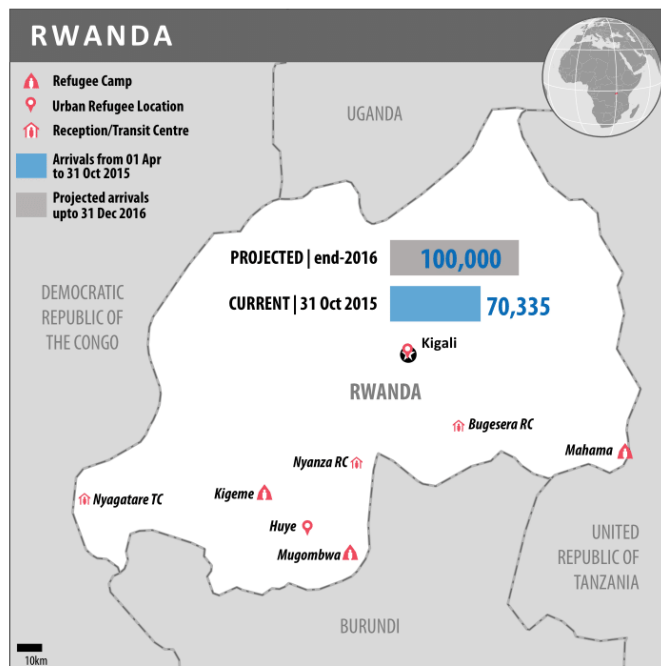 RWANDA
Refugee Camp
Urban Refugee Location
Reception/Transit Centre
Arrivals from 01 Apr
to 31 Oct 2015
Projected arrivals
upto 31 Dec 2016
UGANDA
PROJECTED | end-2016
100,000
CURRENT | 31 Oct 2015
70,335
DEMOCRATIC
REPUBLIC OF
THE CONGO
Kigali
RWANDA
Bugesera RC
Mahama
Nyanza RC
Nyagatare TC
Kigeme
Huye
Mugombwa
UNITED
REPUBLIC OF
TANZANIA
BURUNDI
10km